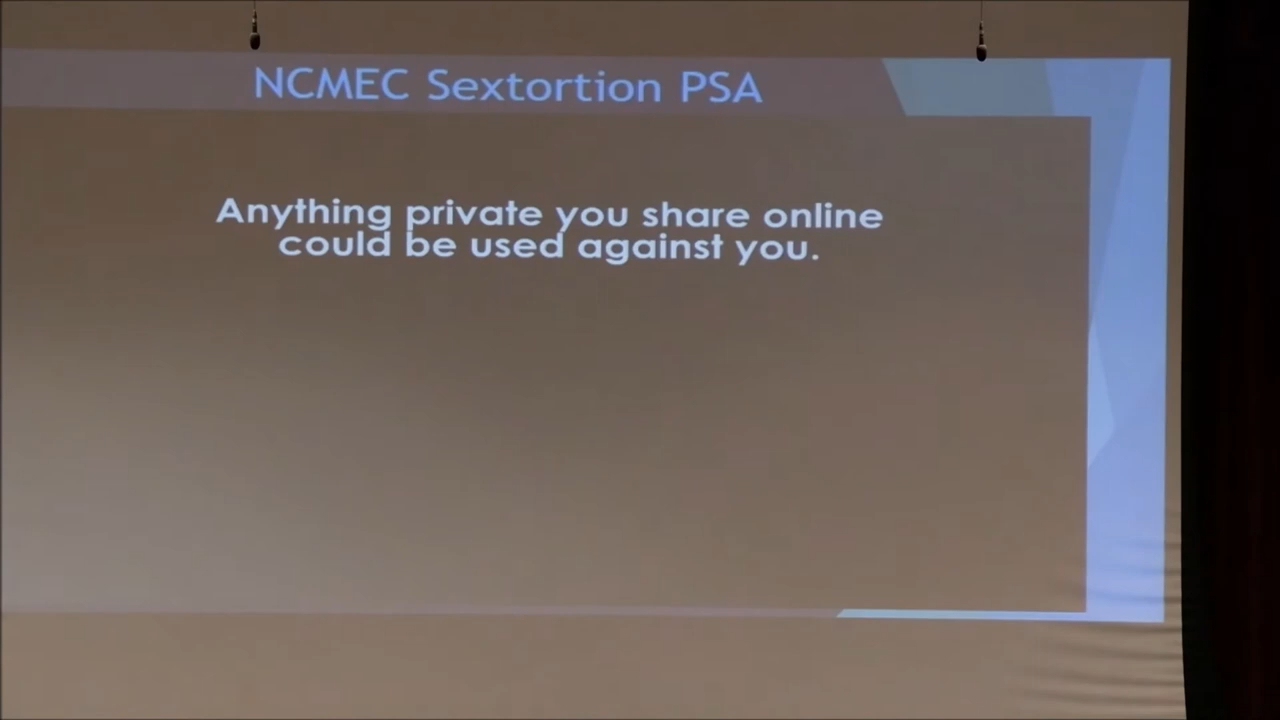 NCMEC Sextortion PSA
Anything private you share online
could be used against you.